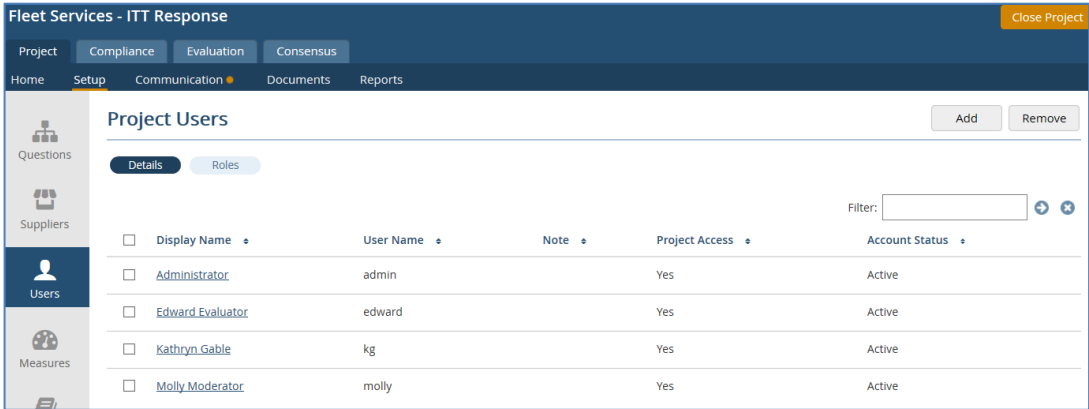 Fleet Services - ITT Response
Close Project
Project Compliance Evaluation Consensus
Home Setup Communication Documents Reports
Questions
Suppliers
Users
Measures
Project Users
Add Remove
Details Roles
Filter:
Display Name User Name Note Project Access Account Status
Administrator admin Yes Active
Edward Evaluator edward Yes Active
Kathryn Gable kg Yes Active
Molly Moderator molly Yes Active